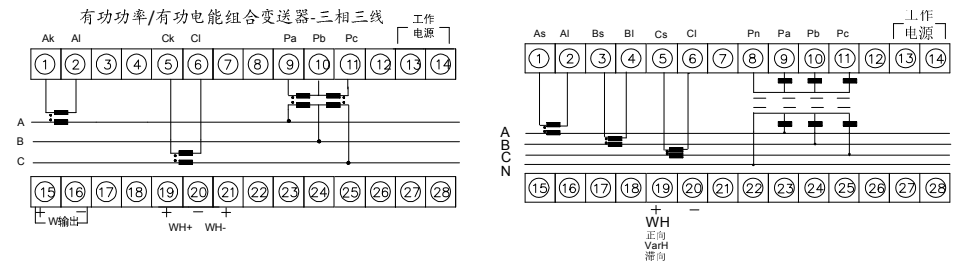 有功功率/有功电能组合变送器-三相三线
工作
电源
Ak Al Ck Cl Pa Pb Pc
1 2 3 4 5 6 7 8 9 10 11 12 13 14
A
B
C
15 16 17 18 19 20 21 22 23 24 25 26 27 28
+ − + − +
W输出
WH+ WH-
工作
电源
As Al Bs Bl Cs Cl Pn Pa Pb Pc
1 2 3 4 5 6 8 9 10 11 12 13 14
A
B
C
N
15 16 17 18 19 20 21 22 23 24 25 26 27 28
+ −
WH
正向
VarH
滞向